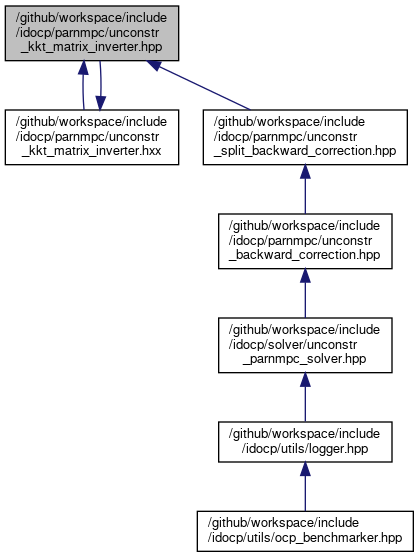 /github/workspace/include
/idocp/parnmpc/unconstr
_kkt_matrix_inverter.hpp
/github/workspace/include
/idocp/parnmpc/unconstr
_kkt_matrix_inverter.hxx
/github/workspace/include
/idocp/parnmpc/unconstr
_split_backward_correction.hpp
/github/workspace/include
/idocp/parnmpc/unconstr
_backward_correction.hpp
/github/workspace/include
/idocp/solver/unconstr
_parnmpc_solver.hpp
/github/workspace/include
/idocp/utils/logger.hpp
/github/workspace/include
/idocp/utils/ocp_benchmarker.hpp